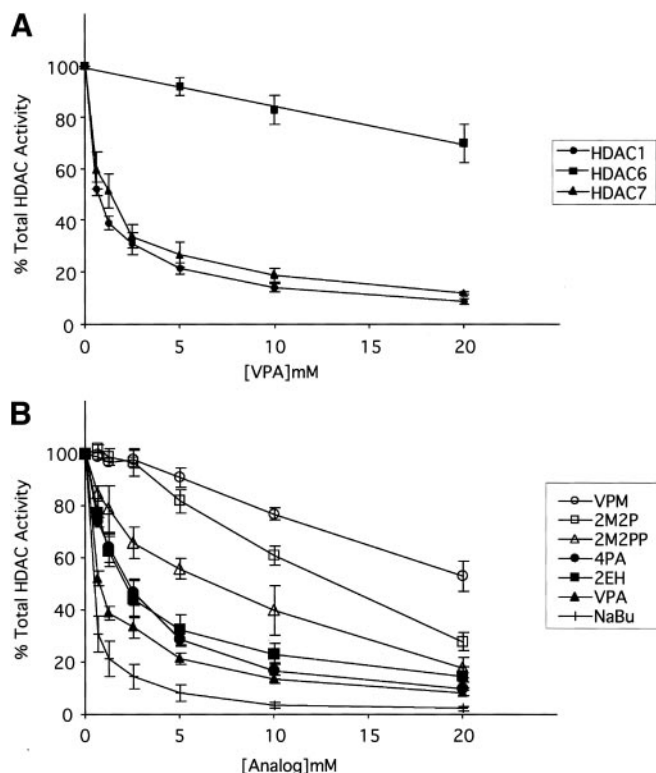 A
100
80
60
40
20
0
% Total HDAC Activity
0
5
10
15
20
[VPA]mM
HDAC1
HDAC6
HDAC7
B
100
80
60
40
20
0
% Total HDAC Activity
0
5
10
15
20
[Analog]mM
VPM
2M2P
2M2PP
4PA
2EH
VPA
NaBu